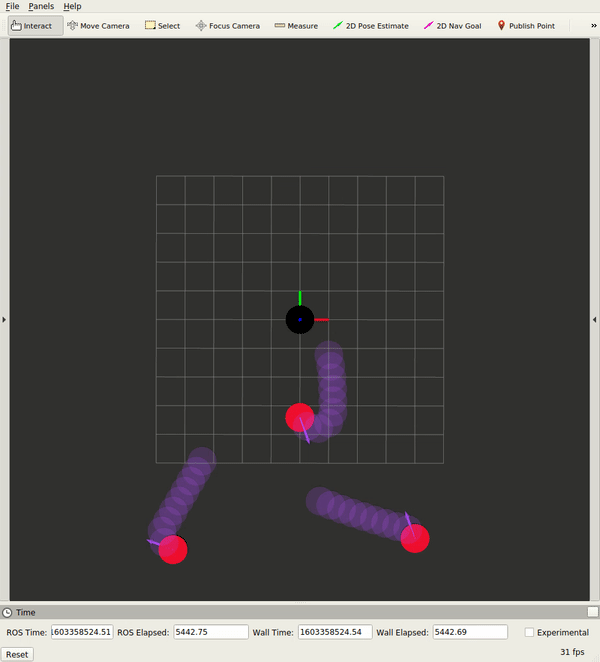 File Panels Help
Interact Move Camera Select Focus Camera Measure 2D Pose Estimate 2D Nav Goal Publish Point »
Time
ROS Time: 1603358524.51 ROS Elapsed: 5442.75 Wall Time: 1603358524.54 Wall Elapsed: 5442.69 Experimental
Reset 31 fps